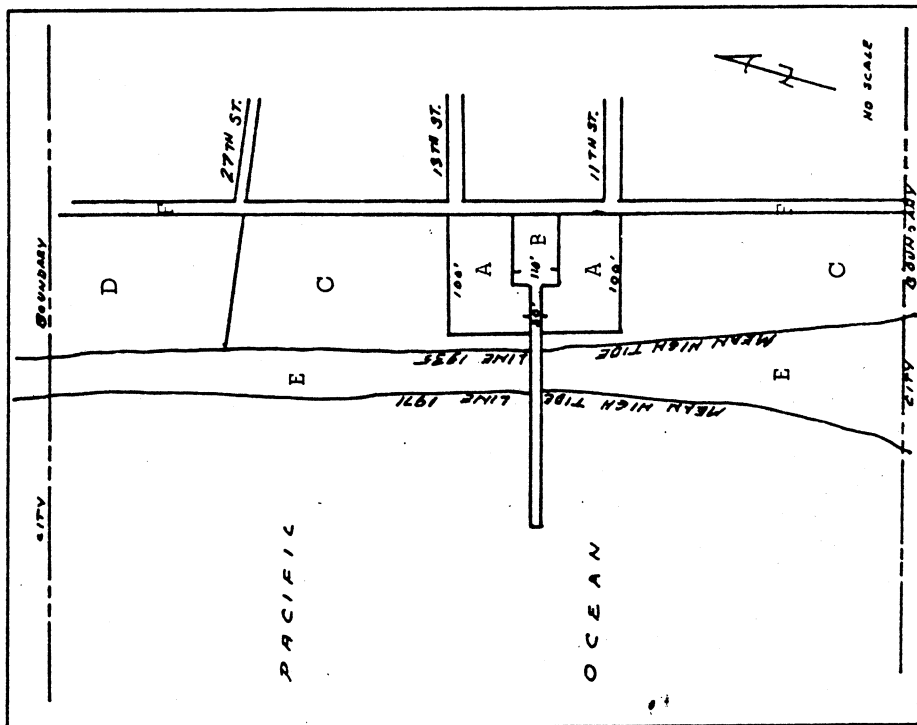 CITY BOUNDARY
27TH ST.
13TH ST.
11TH ST.
N
NO SCALE
F
F
D
C
A
100'
B
110'
A
100'
C
MEAN HIGH TIDE LINE 1935
E
E
MEAN HIGH TIDE LINE 1971
PACIFIC
OCEAN
CITY BOUNDARY